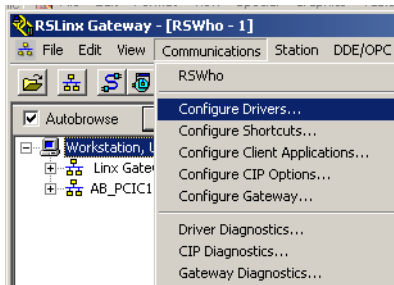 RSLinx Gateway - [RSWho - 1]
File Edit View Communications Station DDE/OPC
RSWho
Autobrowse
Configure Drivers...
Configure Shortcuts...
Workstation,
Configure Client Applications...
Linx
Configure CIP Options...
AB_PCIC1
Configure Gateway...
Driver Diagnostics...
CIP Diagnostics...
Gateway Diagnostics...